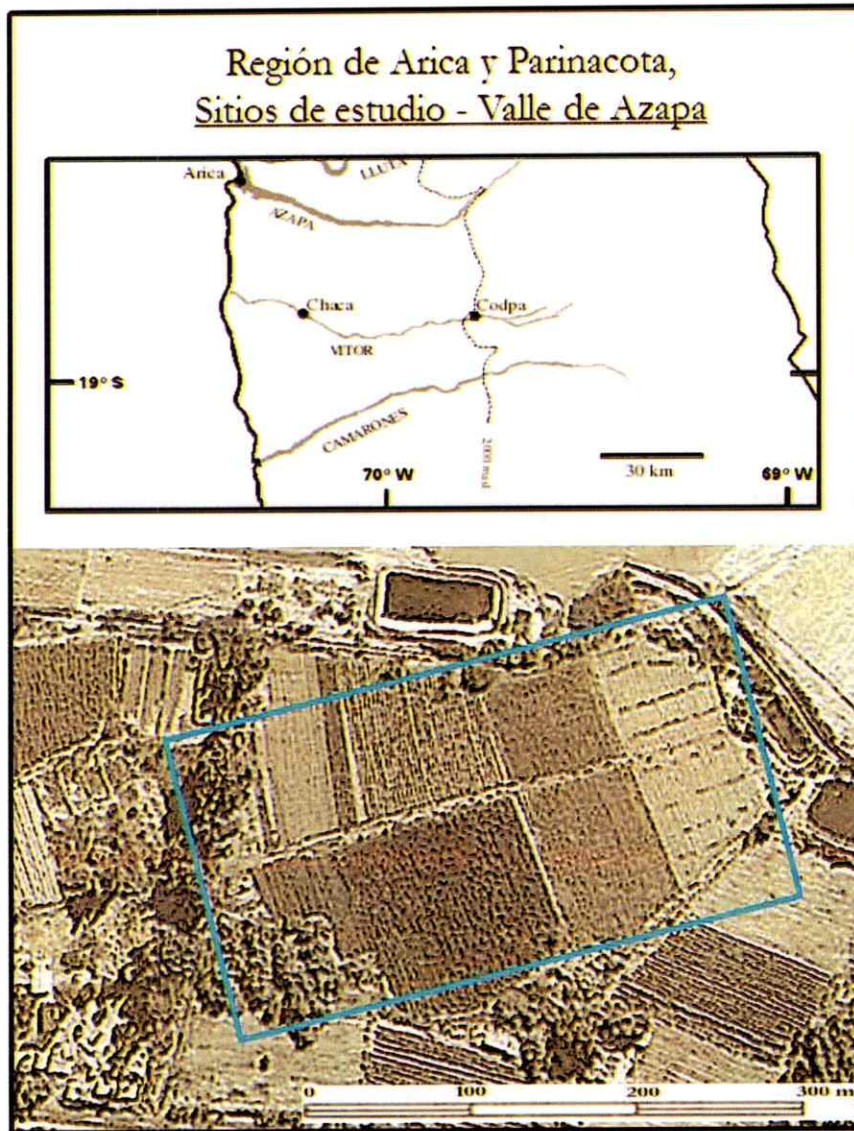 Región de Arica y Parinacota,
Sitios de estudio - Valle de Azapa
Arica
LLUTA
AZAPA
Chaca
Codpa
VITOR
19° S
CAMARONES
30 km
70° W
69° W
0 100 200 300 m